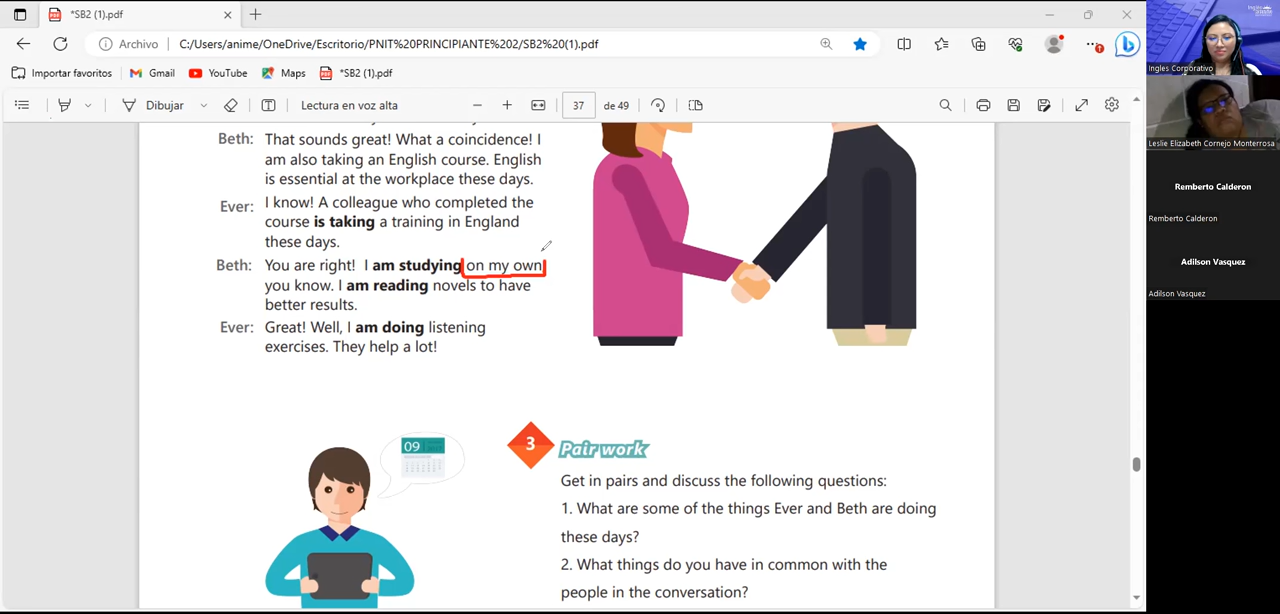 *SB2 (1).pdf
Archivo
C:/Users/anime/OneDrive/Escritorio/PNIT%20PRINCIPIANTE%202/SB2%20(1).pdf
Importar favoritos
Gmail
YouTube
Maps
*SB2 (1).pdf
Dibujar
Lectura en voz alta
37
de 49
Beth: That sounds great! What a coincidence! I
am also taking an English course. English
is essential at the workplace these days.
Ever: I know! A colleague who completed the
course is taking a training in England
these days.
Beth: You are right! I am studying on my own
you know. I am reading novels to have
better results.
Ever: Great! Well, I am doing listening
exercises. They help a lot!
09
3
Pair work
Get in pairs and discuss the following questions:
1. What are some of the things Ever and Beth are doing
these days?
2. What things do you have in common with the
people in the conversation?
Ingles Corporativo
Leslie Elizabeth Cornejo Monterrosa
Remberto Calderon
Remberto Calderon
Adilson Vasquez
Adilson Vasquez